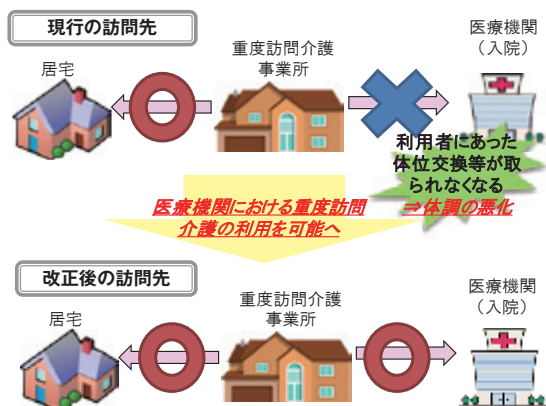 現行の訪問先
居宅
重度訪問介護
事業所
医療機関
（入院）
利用者にあった
体位交換等が取
られなくなる
⇒体調の悪化
医療機関における重度訪問
介護の利用を可能へ
改正後の訪問先
居宅
重度訪問介護
事業所
医療機関
（入院）